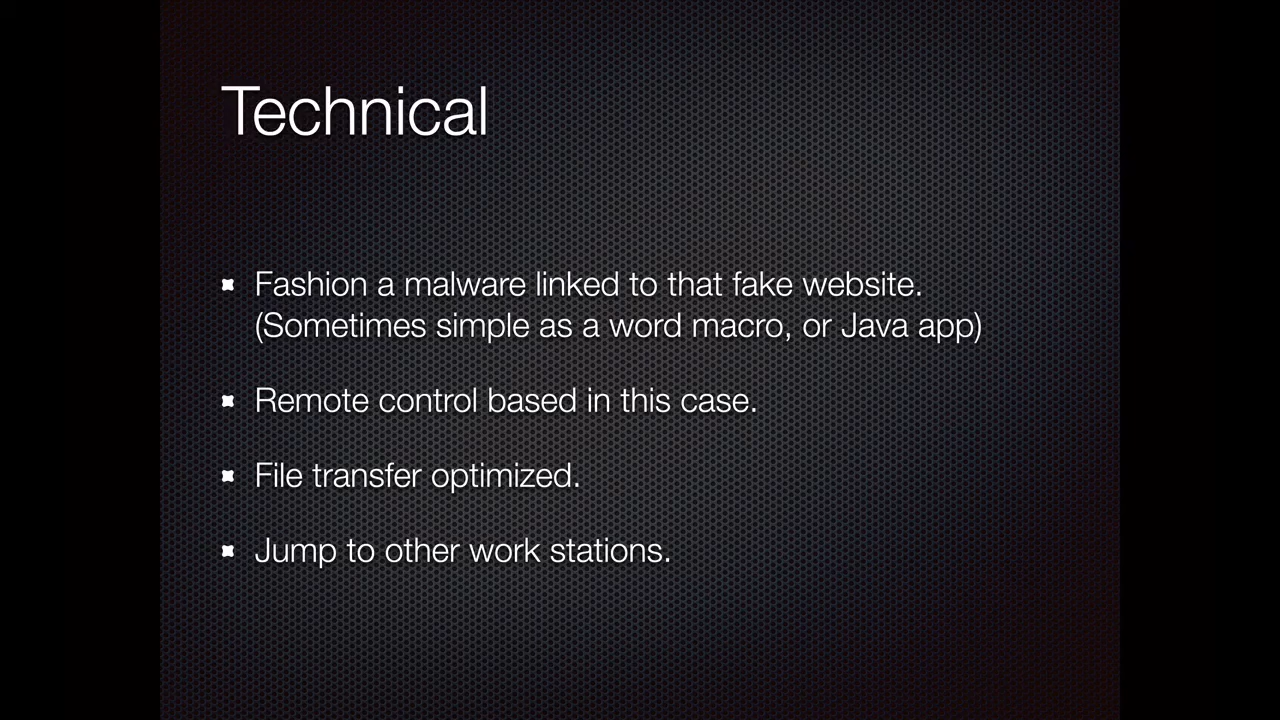 Technical
Fashion a malware linked to that fake website.
(Sometimes simple as a word macro, or Java app)
Remote control based in this case.
File transfer optimized.
Jump to other work stations.